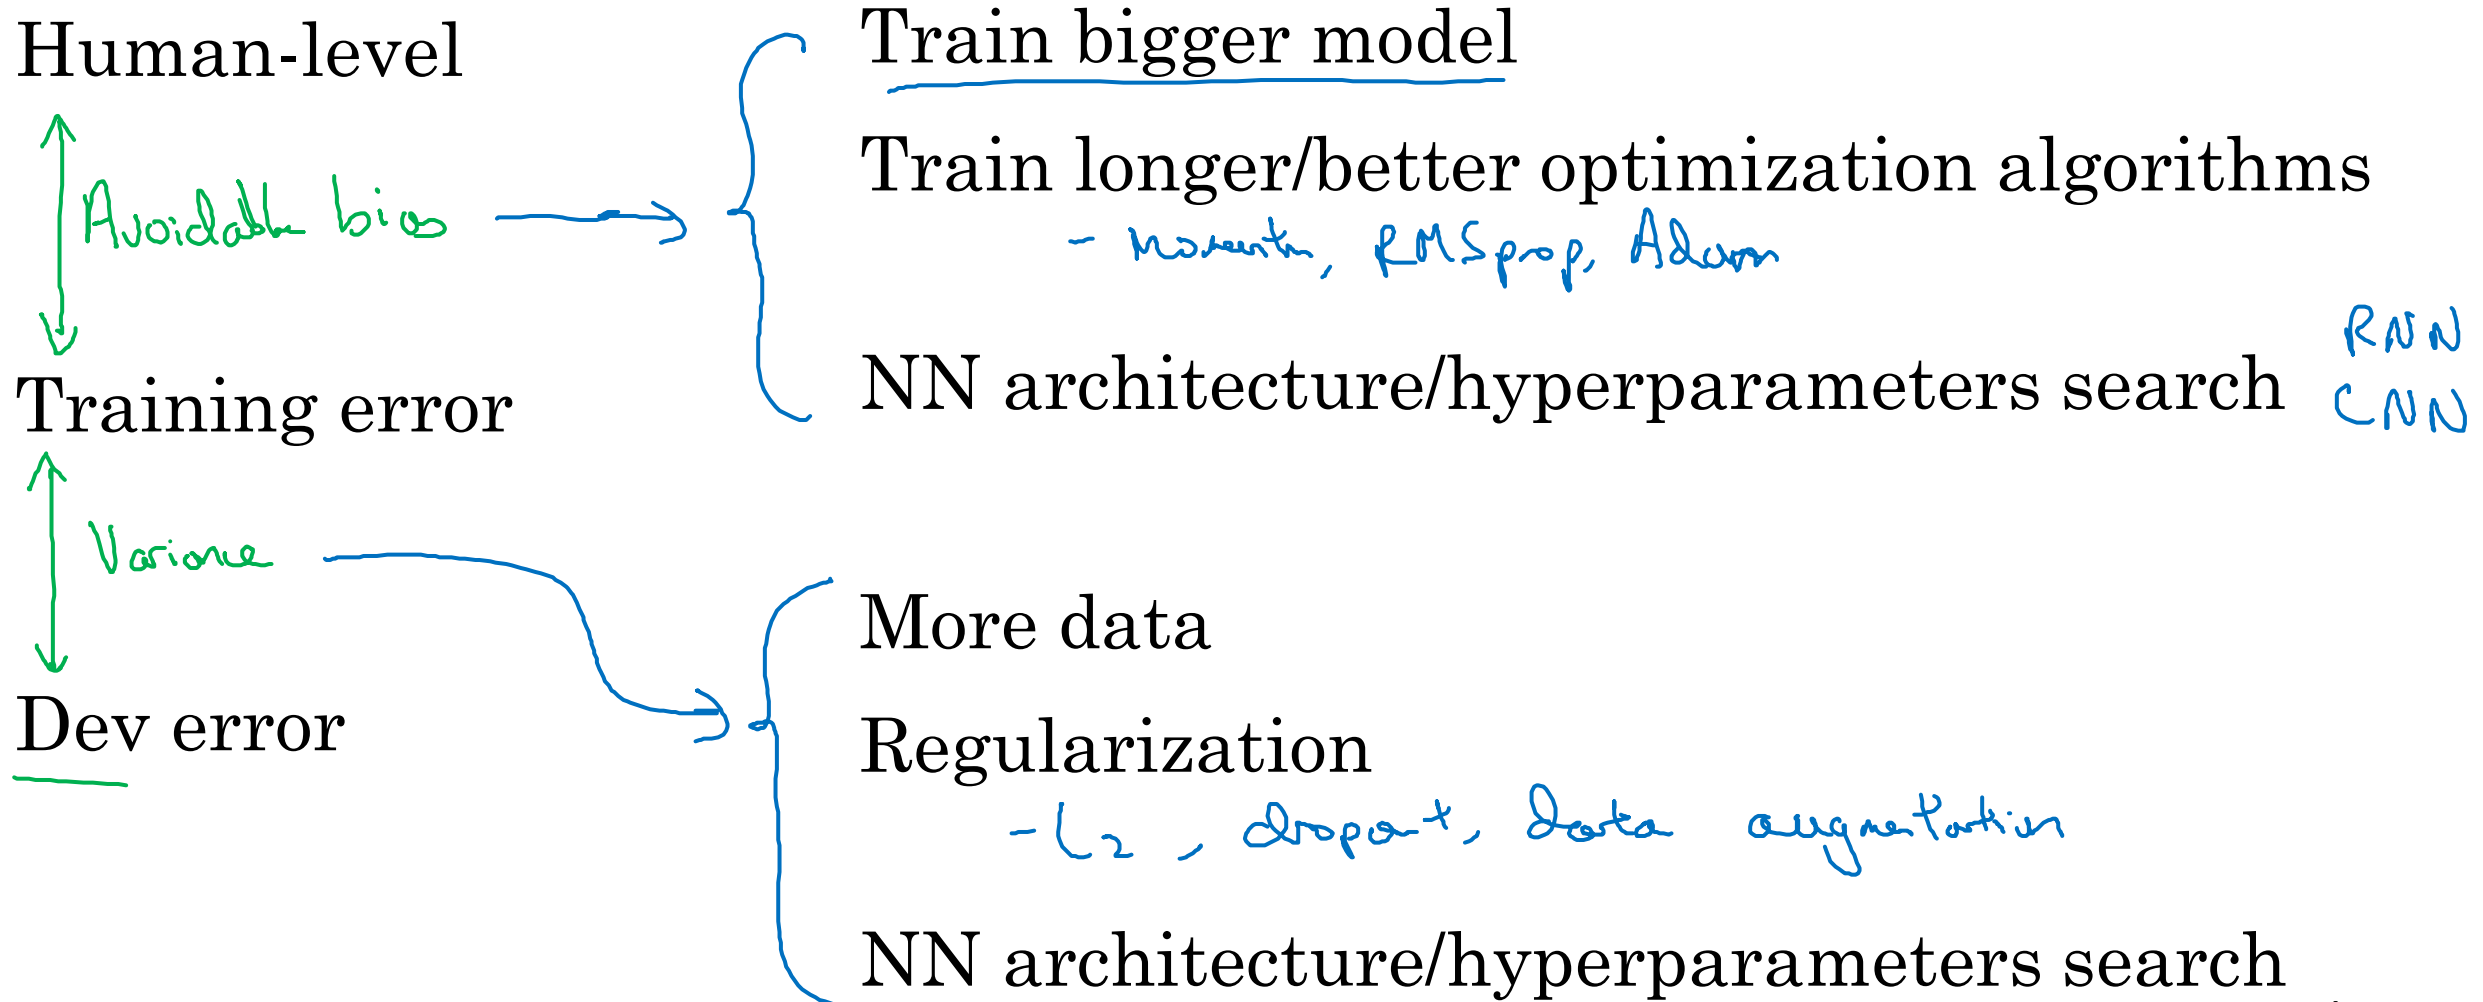 Human-level
Avoidable bias
Training error
Variance
Dev error
Train bigger model
Train longer/better optimization algorithms
- momentum, RMSprop, Adam
NN architecture/hyperparameters search
RNN
CNN
More data
Regularization
- L2, dropout, data augmentation
NN architecture/hyperparameters search